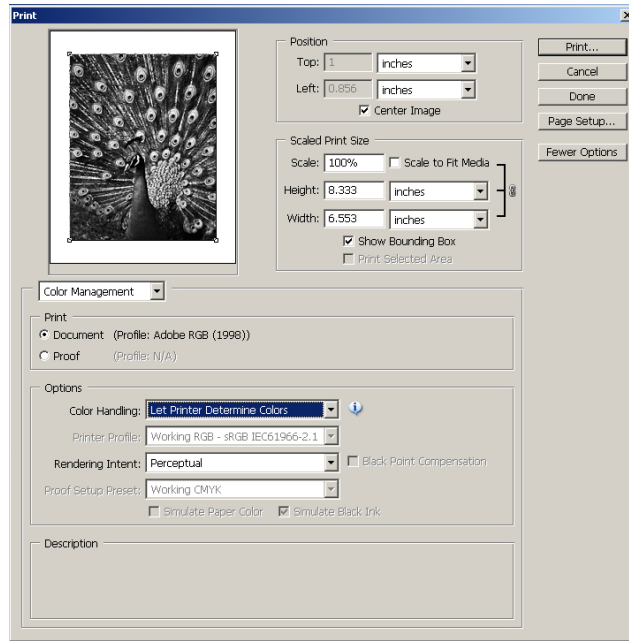 Print
Position
Top: 1 inches
Left: 0.856 inches
Center Image
Scaled Print Size
Scale: 100% Scale to Fit Media
Height: 8.333 inches
Width: 6.553 inches
Show Bounding Box
Print Selected Area
Print...
Cancel
Done
Page Setup...
Fewer Options
Color Management
Print
Document (Profile: Adobe RGB (1998))
Proof (Profile: N/A)
Options
Color Handling: Let Printer Determine Colors
Printer Profile: Working RGB - sRGB IEC61966-2.1
Rendering Intent: Perceptual Black Point Compensation
Proof Setup Preset: Working CMYK
Simulate Paper Color Simulate Black Ink
Description